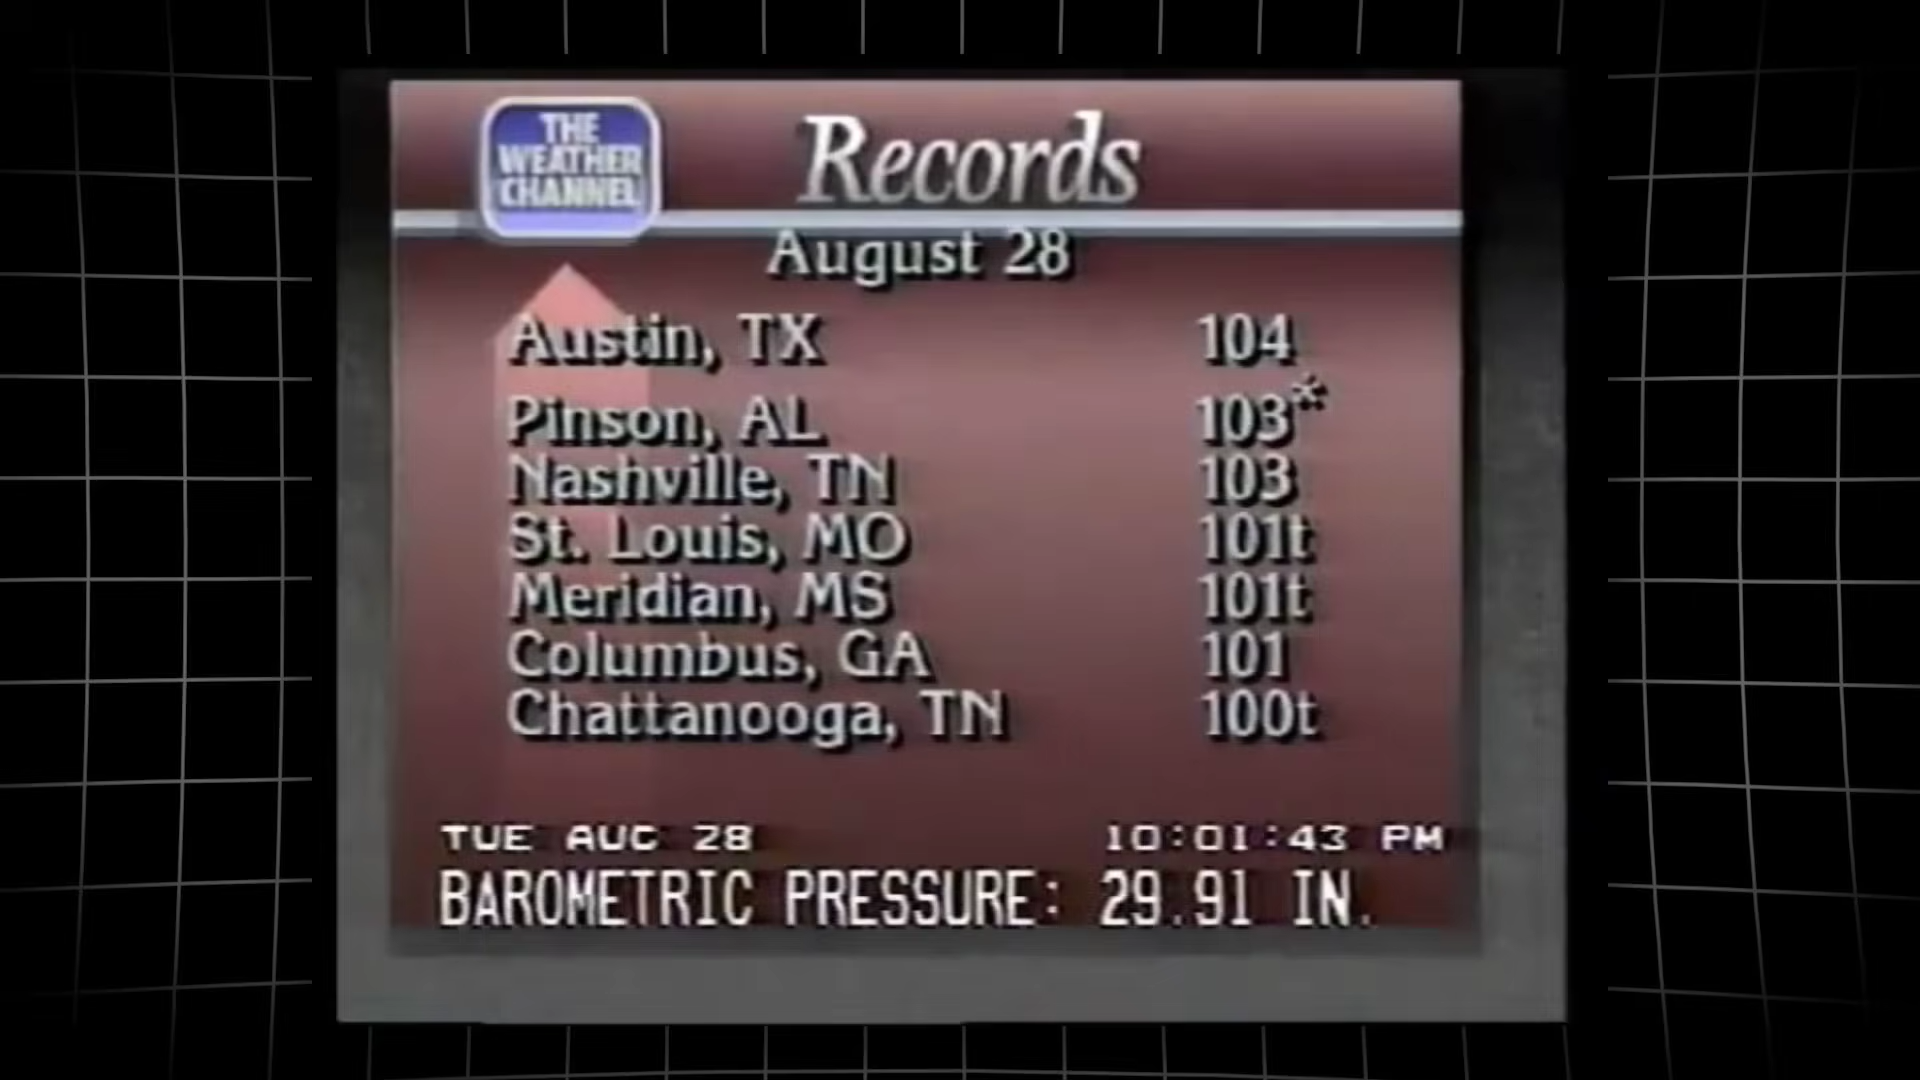 THE
WEATHER
CHANNEL
Records
August 28
Austin, TX 104
Pinson, AL 103*
Nashville, TN 103
St. Louis, MO 101t
Meridian, MS 101t
Columbus, GA 101
Chattanooga, TN 100t
TUE AUG 28 10:01:43 PM
BAROMETRIC PRESSURE: 29.91 IN.